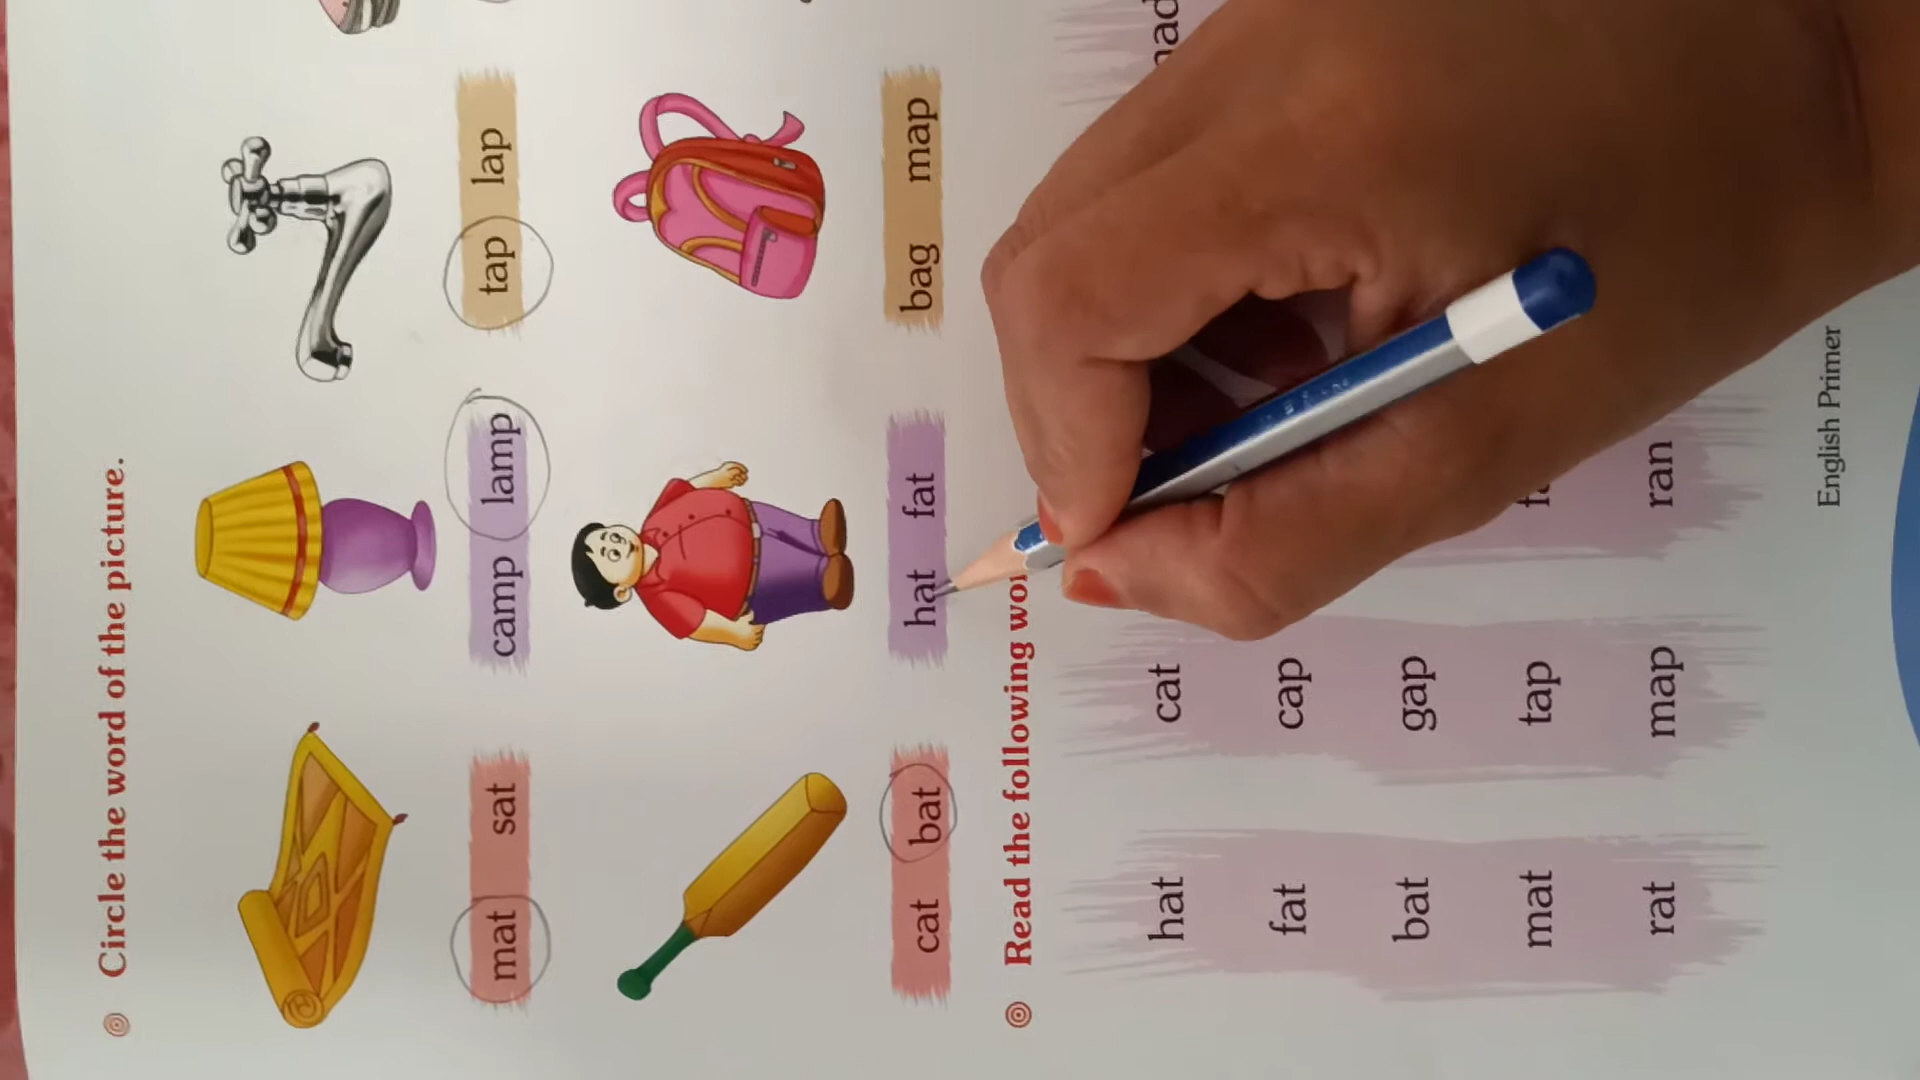 Circle the word of the picture.
mat sat camp lamp tap lap
cat bat hat fat bag map
Read the following
hat cat
fat cap
bat gap
mat tap
rat map ran
English Primer